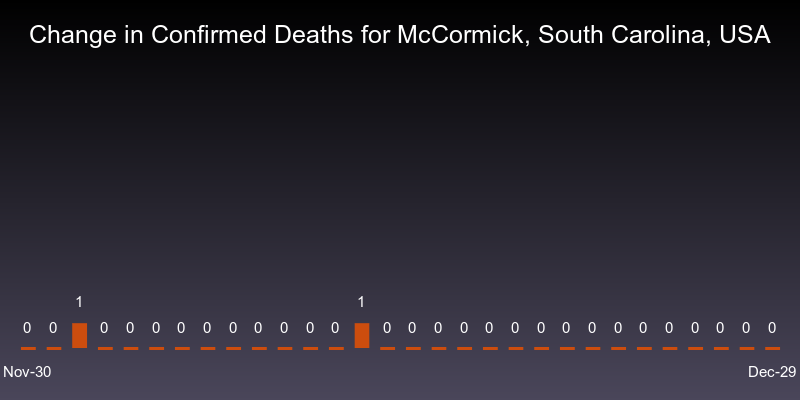 Change in Confirmed Deaths for McCormick, South Carolina, USA
0 0 1 0 0 0 0 0 0 0 0 0 0 1 0 0 0 0 0 0 0 0 0 0 0 0 0 0 0 0
Nov-30 Dec-29